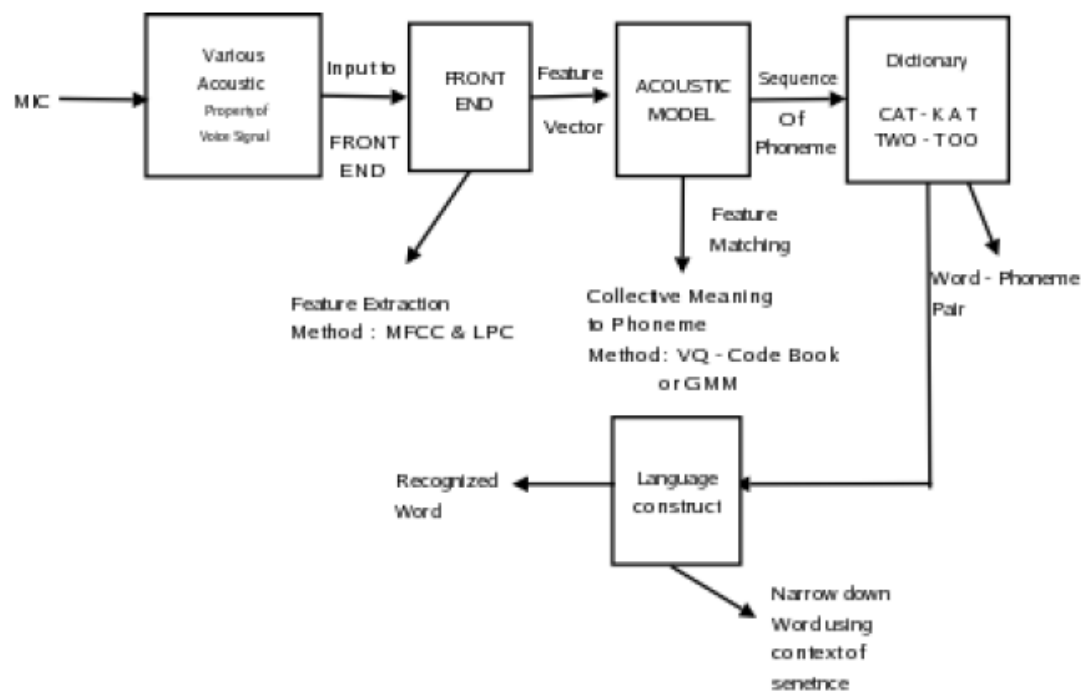 MIC
Various
Acoustic
Property of
Voice Signal
Input to
FRONT
END
FRONT
END
Feature
Vector
ACOUSTIC
MODEL
Sequence
Of
Phoneme
Dictionary
CAT - K A T
TWO - TOO
Feature Extraction
Method : MFCC & LPC
Feature
Matching
Collective Meaning
to Phoneme
Method : VQ - Code Book
or GMM
Word - Phoneme
Pair
Language
construct
Recognized
Word
Narrow down
Word using
context of
senetnce